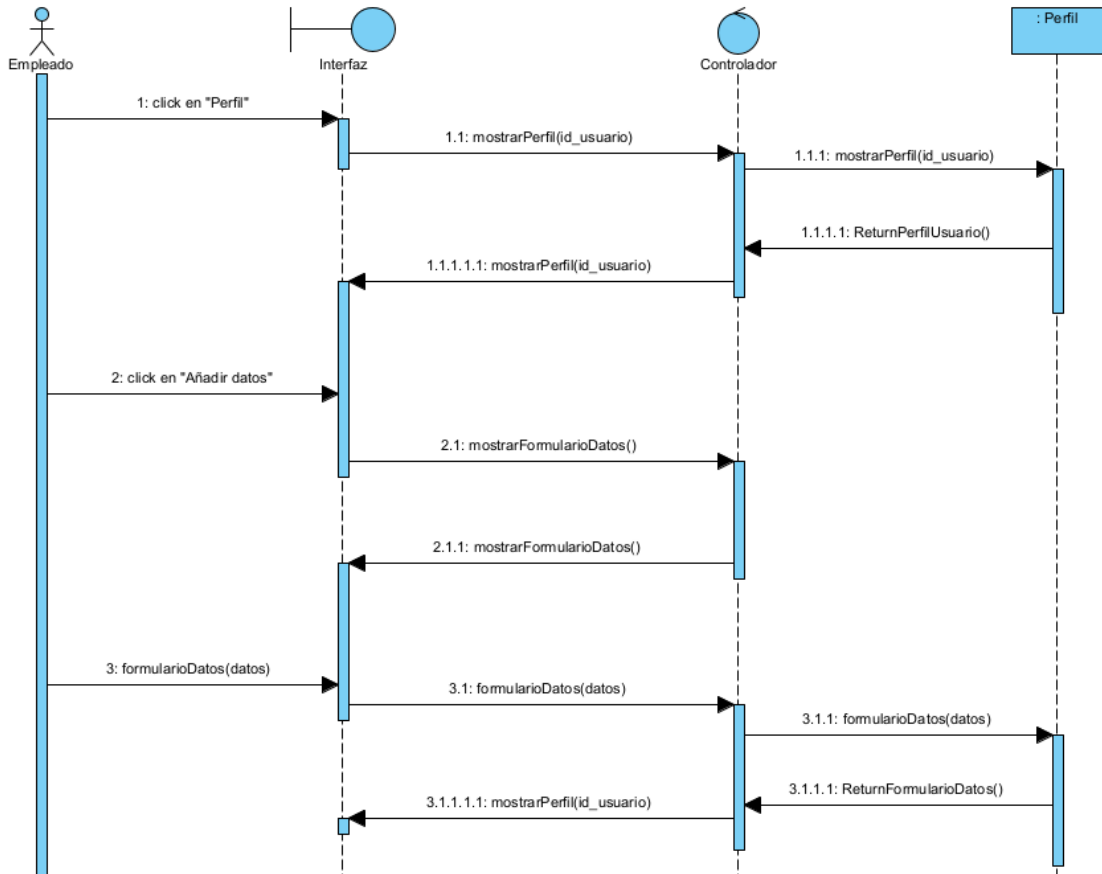 : Perfil
Empleado
Interfaz
Controlador
1: click en "Perfil"
1.1: mostrarPerfil(id_usuario)
1.1.1: mostrarPerfil(id_usuario)
1.1.1.1: ReturnPerfilUsuario()
1.1.1.1.1: mostrarPerfil(id_usuario)
2: click en "Añadir datos"
2.1: mostrarFormularioDatos()
2.1.1: mostrarFormularioDatos()
3: formularioDatos(datos)
3.1: formularioDatos(datos)
3.1.1: formularioDatos(datos)
3.1.1.1: ReturnFormularioDatos()
3.1.1.1.1: mostrarPerfil(id_usuario)